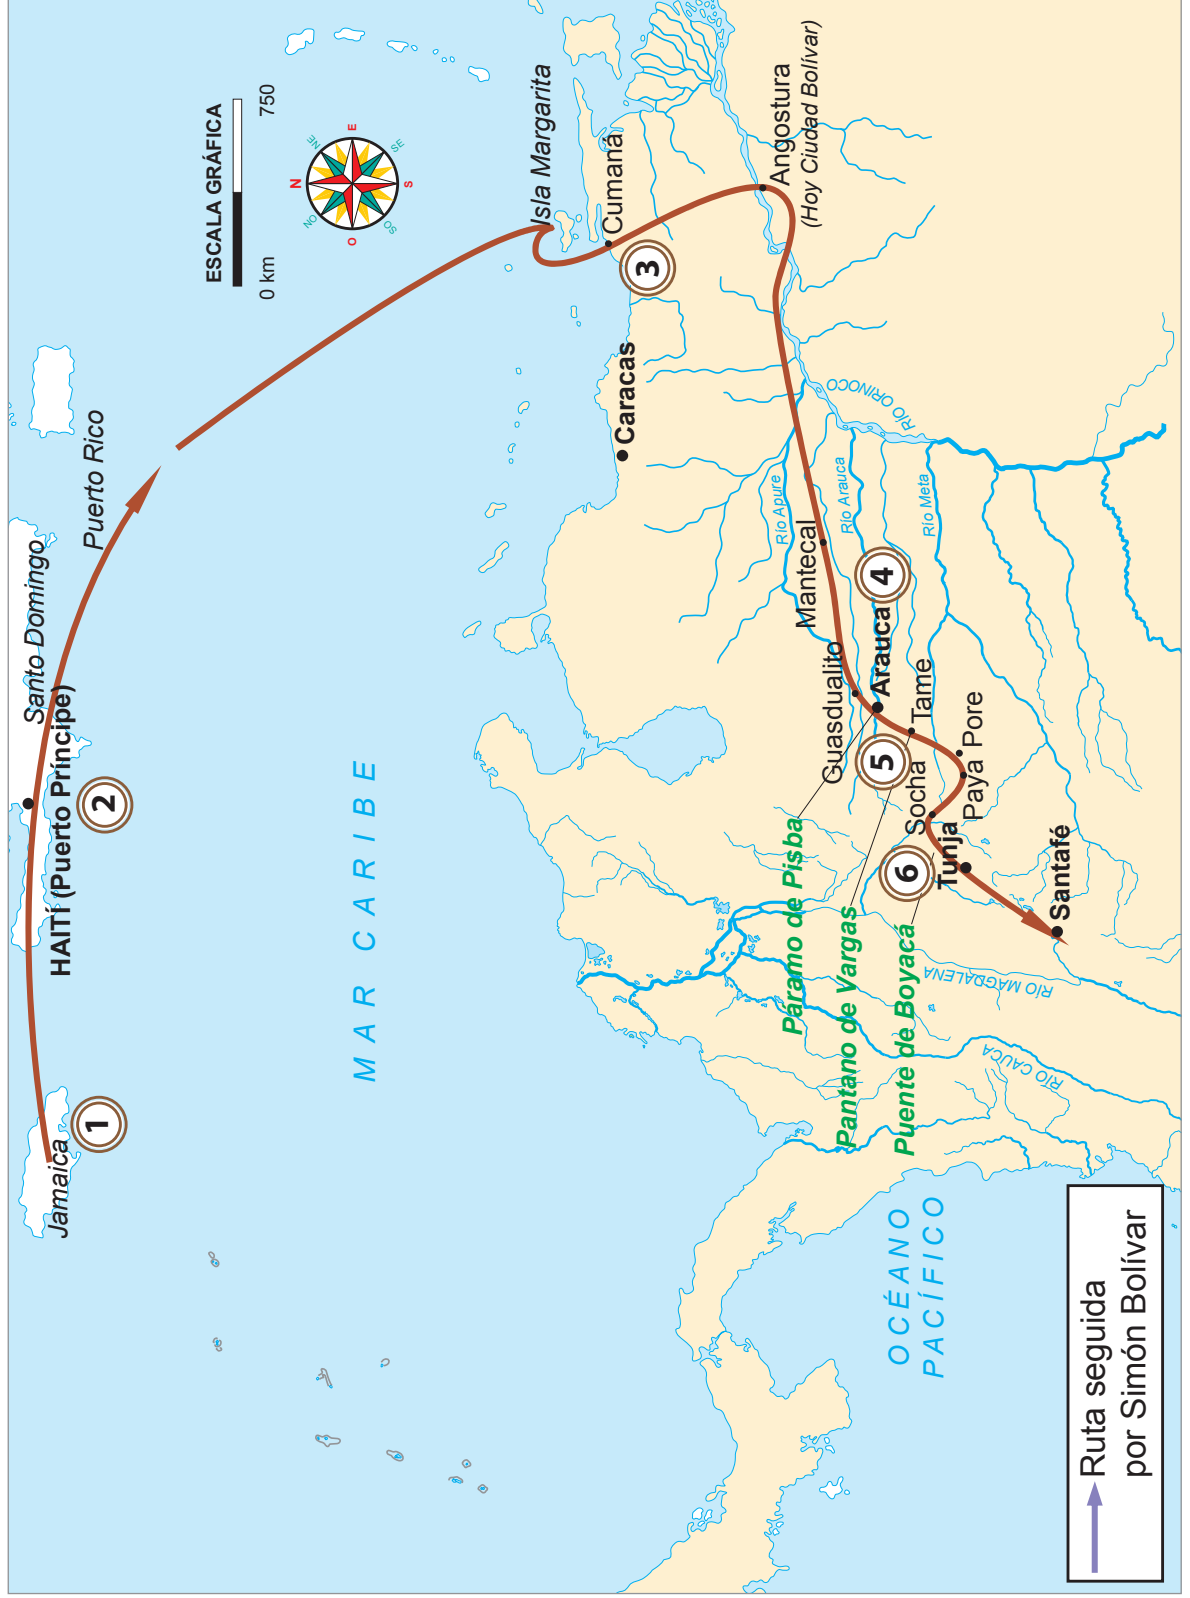 Jamaica
1
HAITÍ (Puerto Príncipe)
2
Santo Domingo
Puerto Rico
ESCALA GRÁFICA
0 km
750
N
NE
E
SE
S
SO
O
NO
MAR CARIBE
Isla Margarita
Cumaná
3
Caracas
Angostura
(Hoy Ciudad Bolívar)
RÍO ORINOCO
Río Apure
Río Arauca
Río Meta
Mantecal
4
Guasdualito
Arauca
Tame
5
Pore
Paya
Socha
6
Tunja
Santafé
Páramo de Pisba
Pantano de Vargas
Puente de Boyacá
RÍO MAGDALENA
RÍO CAUCA
OCÉANO
PACÍFICO
Ruta seguida
por Simón Bolívar